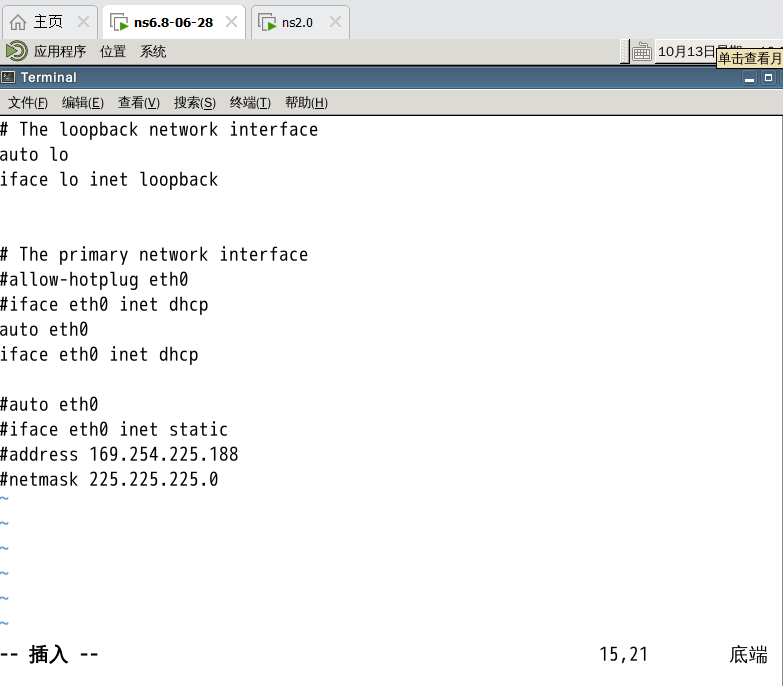 主页
ns6.8-06-28
ns2.0
应用程序 位置 系统
10月13日
单击查看月
Terminal
文件(F) 编辑(E) 查看(V) 搜索(S) 终端(T) 帮助(H)
# The loopback network interface
auto lo
iface lo inet loopback
# The primary network interface
#allow-hotplug eth0
#iface eth0 inet dhcp
auto eth0
iface eth0 inet dhcp
#auto eth0
#iface eth0 inet static
#address 169.254.225.188
#netmask 225.225.225.0
~
~
~
~
~
~
-- 插入 --
15,21
底端